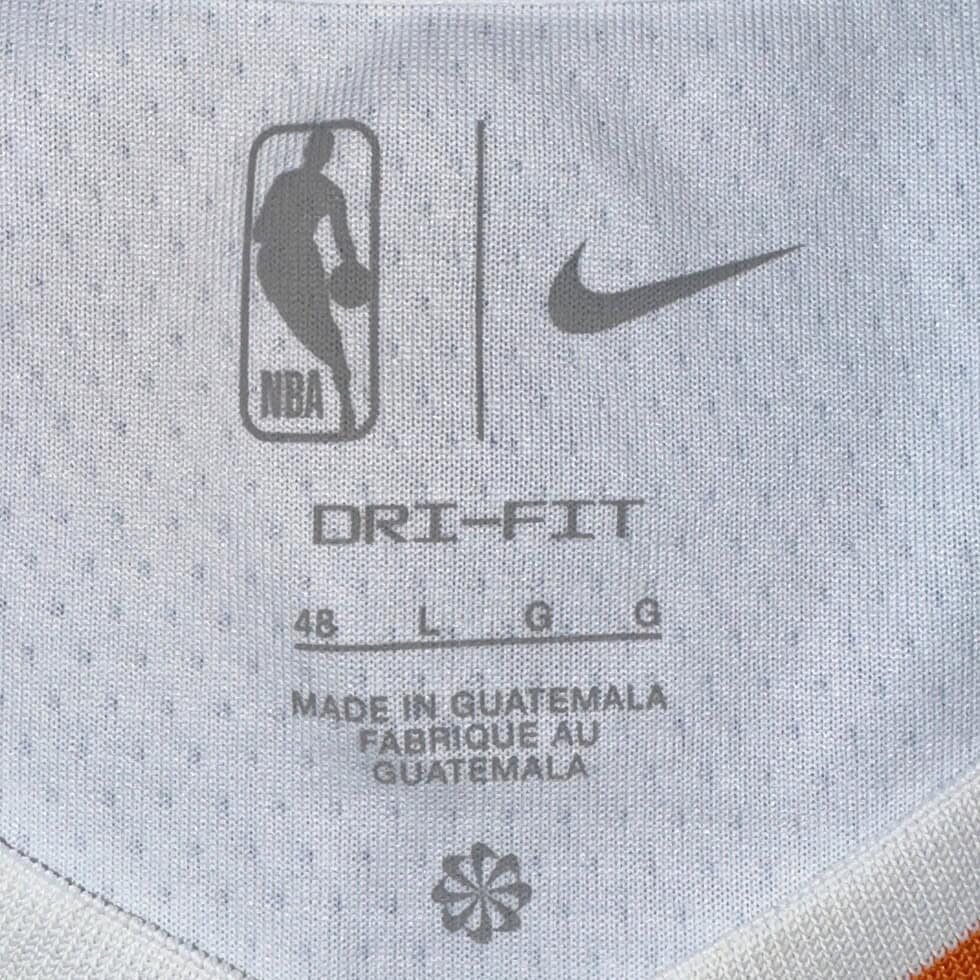 NBA
DRI-FIT
48 L G G
MADE IN GUATEMALA
FABRIQUE AU
GUATEMALA